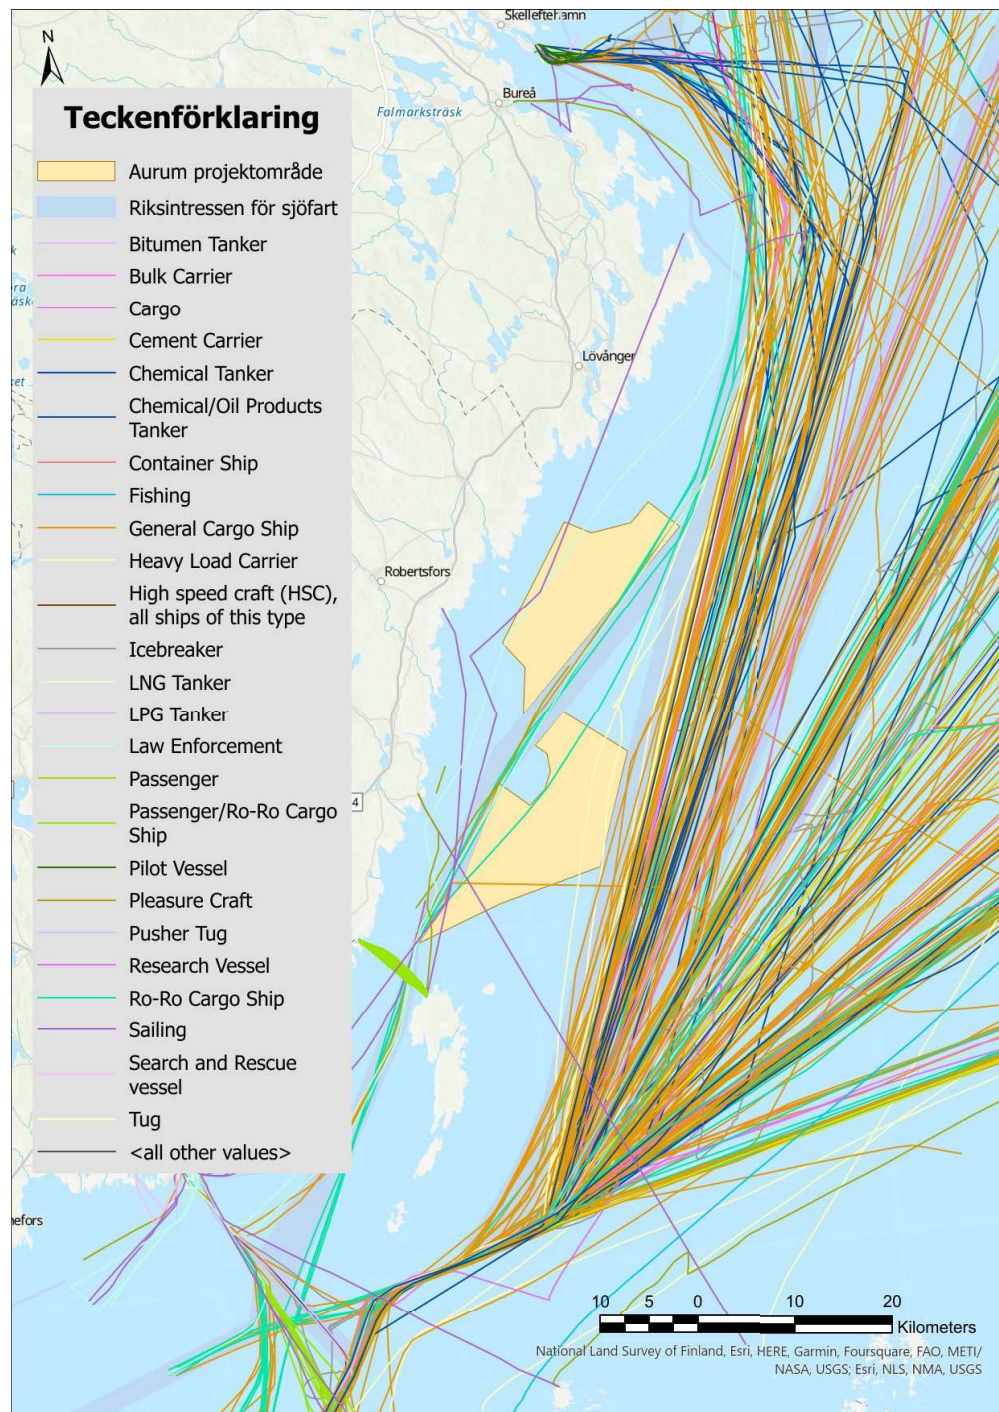 Skelleftehamn
N
Bureå
Falmarksträsk
Teckenförklaring
Aurum projektområde
Riksintressen för sjöfart
Bitumen Tanker
Bulk Carrier
Cargo
Cement Carrier
Chemical Tanker
Chemical/Oil Products
Tanker
Container Ship
Fishing
General Cargo Ship
Heavy Load Carrier
High speed craft (HSC),
all ships of this type
Icebreaker
LNG Tanker
LPG Tanker
Law Enforcement
Passenger
Passenger/Ro-Ro Cargo
Ship
Pilot Vessel
Pleasure Craft
Pusher Tug
Research Vessel
Ro-Ro Cargo Ship
Sailing
Search and Rescue
vessel
Tug
<all other values>
Lövånger
Robertsfors
4
efors
10 5 0 10 20
Kilometers
National Land Survey of Finland, Esri, HERE, Garmin, Foursquare, FAO, METI/
NASA, USGS; Esri, NLS, NMA, USGS